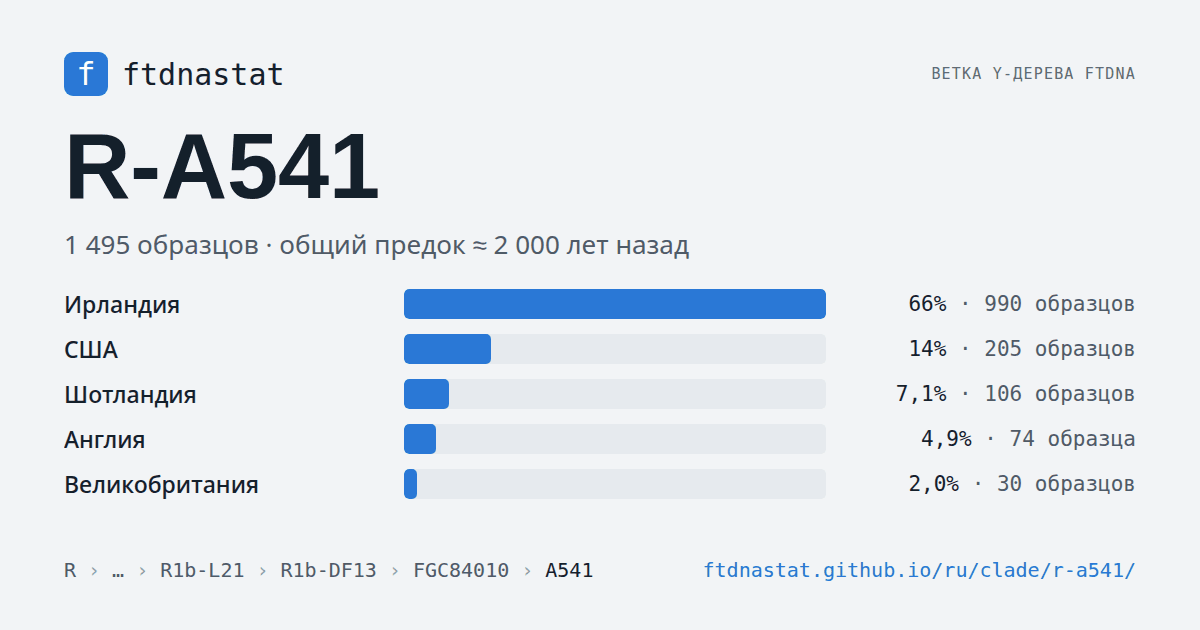 f ftdnastat
ВЕТКА Y-ДЕРЕВА FTDNA
R-A541
1 495 образцов · общий предок ≈ 2 000 лет назад
Ирландия 66% · 990 образцов
США 14% · 205 образцов
Шотландия 7,1% · 106 образцов
Англия 4,9% · 74 образца
Великобритания 2,0% · 30 образцов
R › … › R1b-L21 › R1b-DF13 › FGC84010 › A541
ftdnastat.github.io/ru/clade/r-a541/